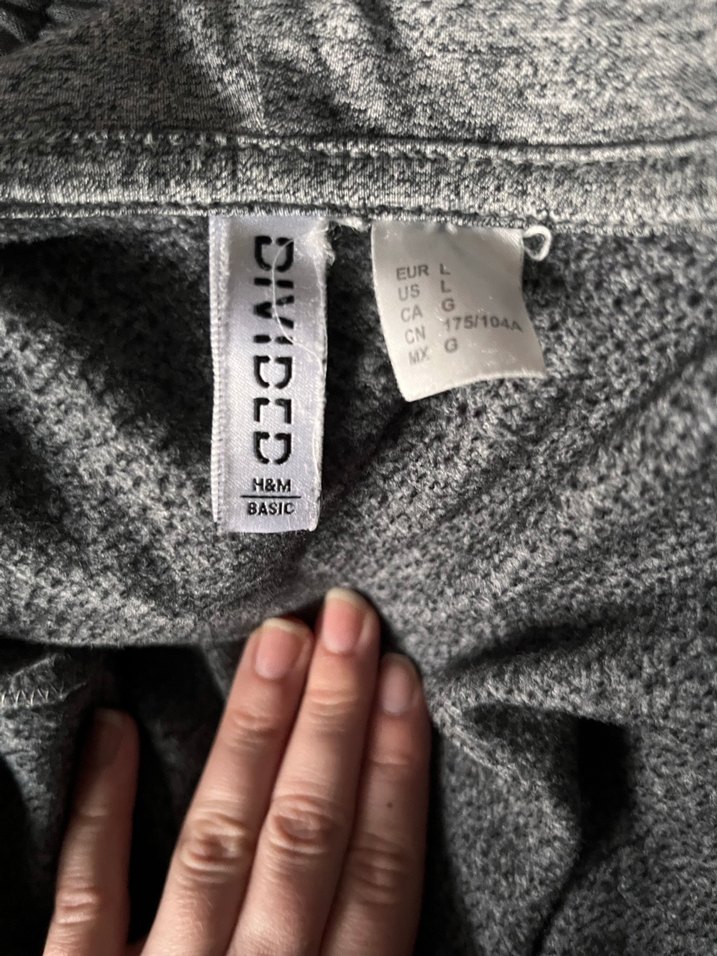 DIVIDED
H&M
BASIC
EUR L
US L
CA G
CN 175/104A
MX G